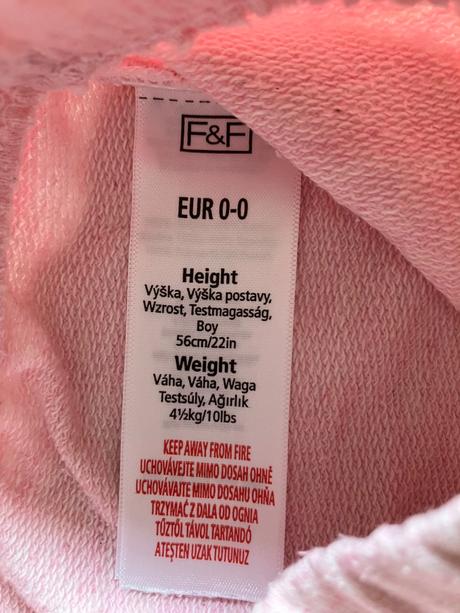 F&F
EUR 0-0
Height
Výška, Výška postavy,
Wzrost, Testmagasság,
Boy
56cm/22in
Weight
Váha, Váha, Waga
Testsúly, Ağırlık
4½kg/10lbs
KEEP AWAY FROM FIRE
UCHOVÁVEJTE MIMO DOSAH OHNĚ
UCHOVÁVAJTE MIMO DOSAHU OHŇA
TRZYMAĆ Z DALA OD OGNIA
TŰZTŐL TÁVOL TARTANDÓ
ATEŞTEN UZAK TUTUNUZ